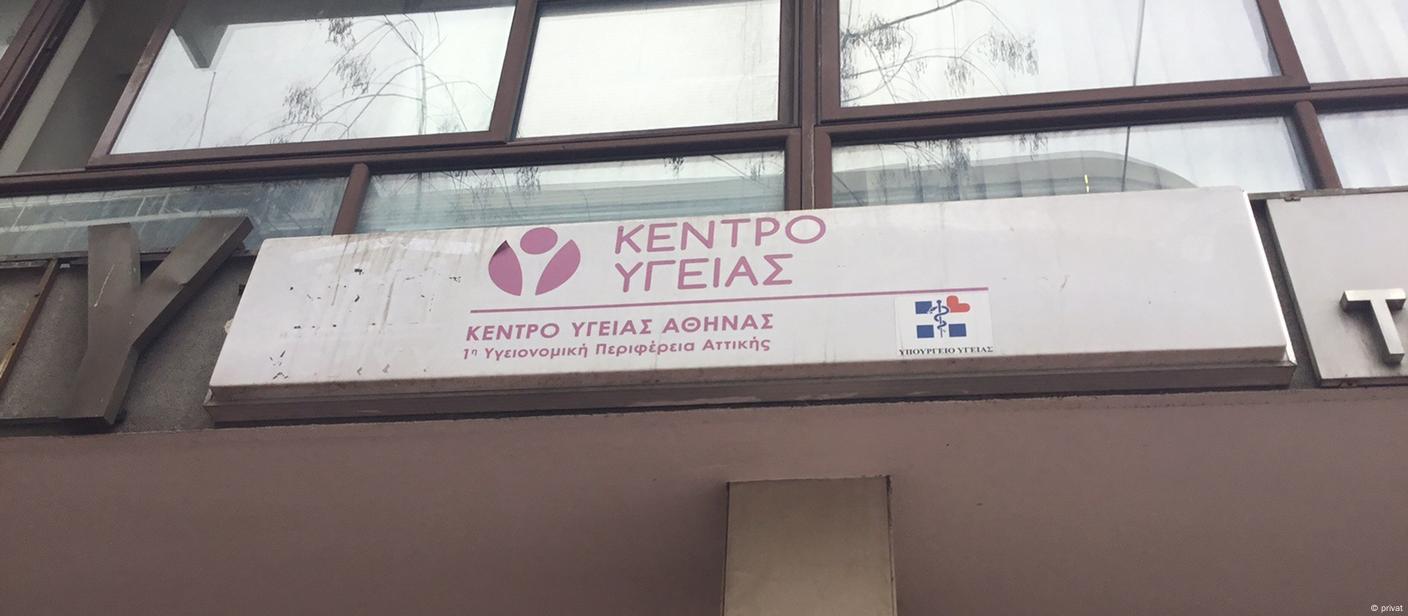 Υ
ΚΕΝΤΡΟ
ΥΓΕΙΑΣ
ΚΕΝΤΡΟ ΥΓΕΙΑΣ ΑΘΗΝΑΣ
1η Υγειονομική Περιφέρεια Αττικής
ΥΠΟΥΡΓΕΙΟ ΥΓΕΙΑΣ
Τ
© privat